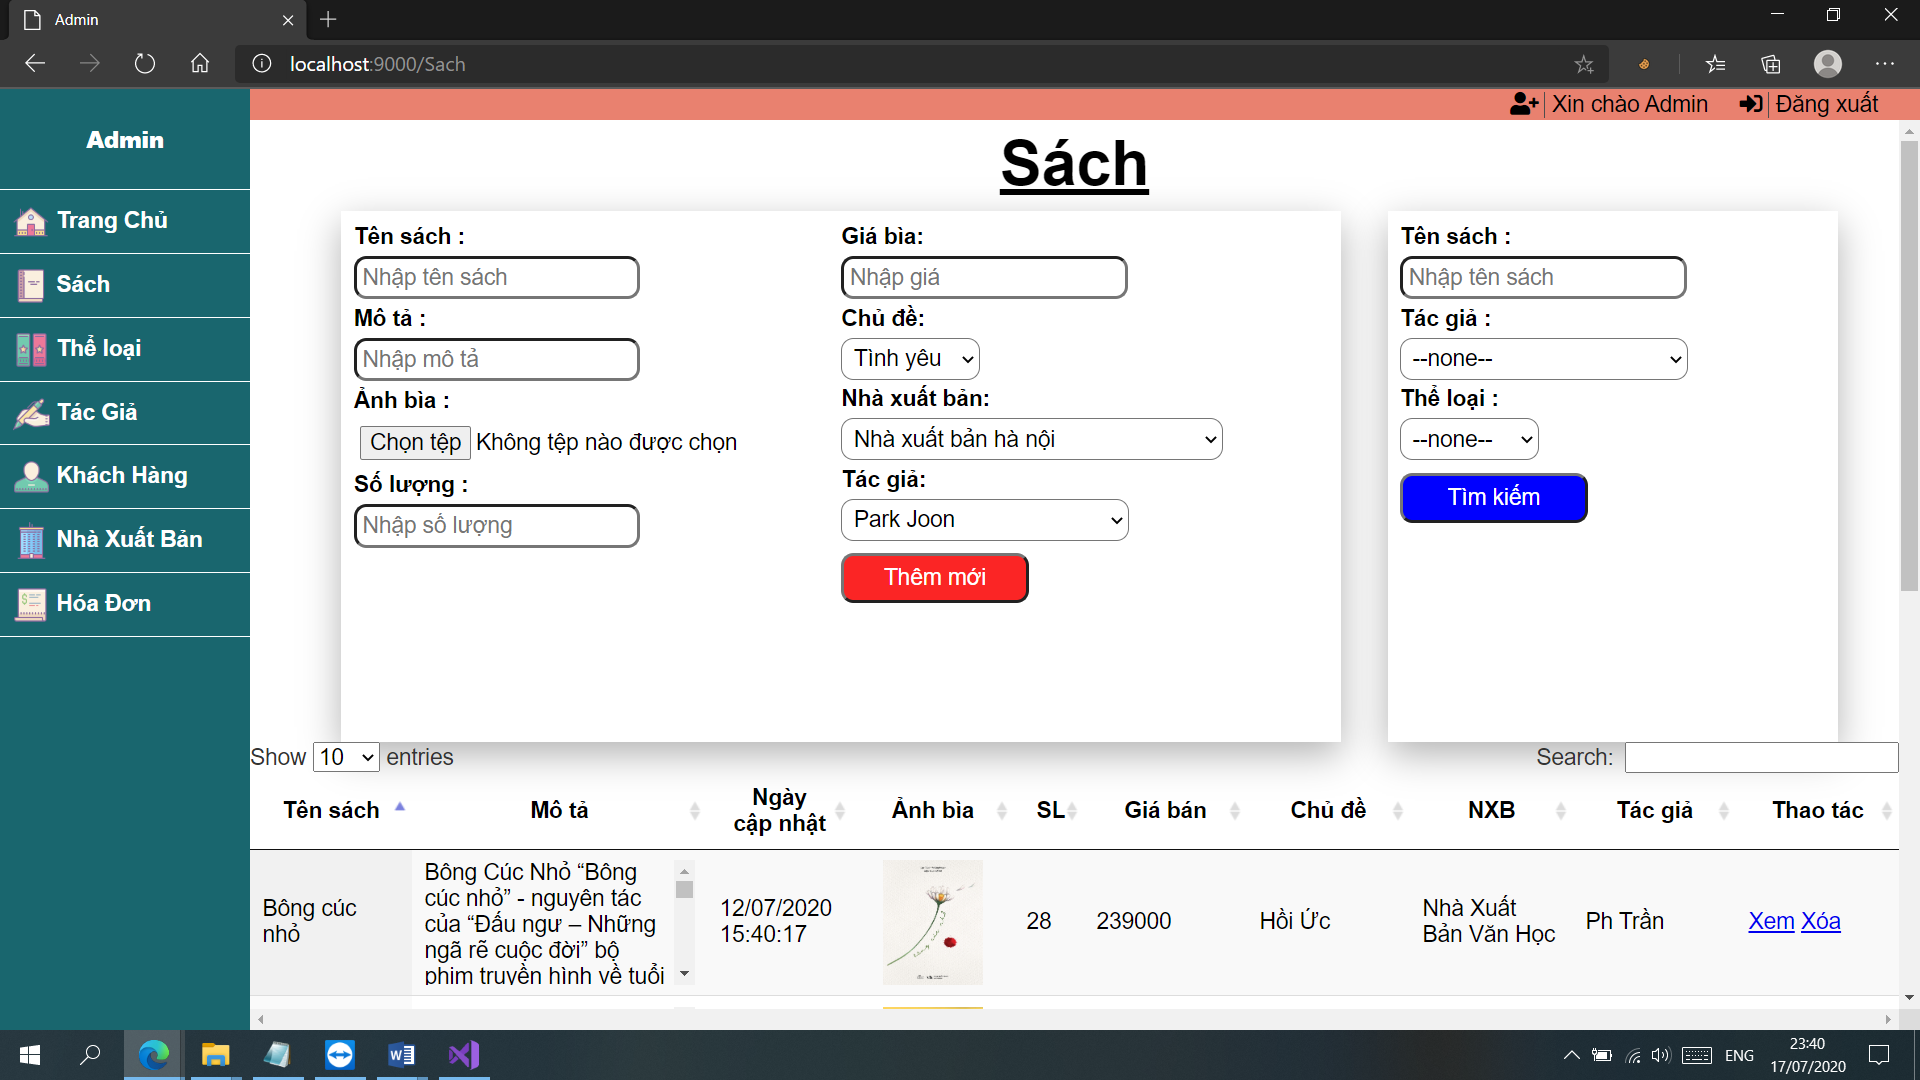 Admin
localhost:9000/Sach
Xin chào Admin
Đăng xuất
Admin
Trang Chủ
Sách
Thể loại
Tác Giả
Khách Hàng
Nhà Xuất Bản
Hóa Đơn
Sách
Tên sách :
Nhập tên sách
Mô tả :
Nhập mô tả
Ảnh bìa :
Chọn tệp Không tệp nào được chọn
Số lượng :
Nhập số lượng
Giá bìa:
Nhập giá
Chủ đề:
Tình yêu
Nhà xuất bản:
Nhà xuất bản hà nội
Tác giả:
Park Joon
Thêm mới
Tên sách :
Nhập tên sách
Tác giả :
--none--
Thể loại :
--none--
Tìm kiếm
Show 10 entries
Search:
Tên sách
Mô tả
Ngày
cập nhật
Ảnh bìa
SL
Giá bán
Chủ đề
NXB
Tác giả
Thao tác
Bông cúc
nhỏ
Bông Cúc Nhỏ “Bông
cúc nhỏ” - nguyên tác
của “Đấu ngư – Những
ngã rẽ cuộc đời” bộ
phim truyền hình về tuổi
12/07/2020
15:40:17
28
239000
Hồi Ức
Nhà Xuất
Bản Văn Học
Ph Trần
Xem Xóa
ENG
23:40
17/07/2020